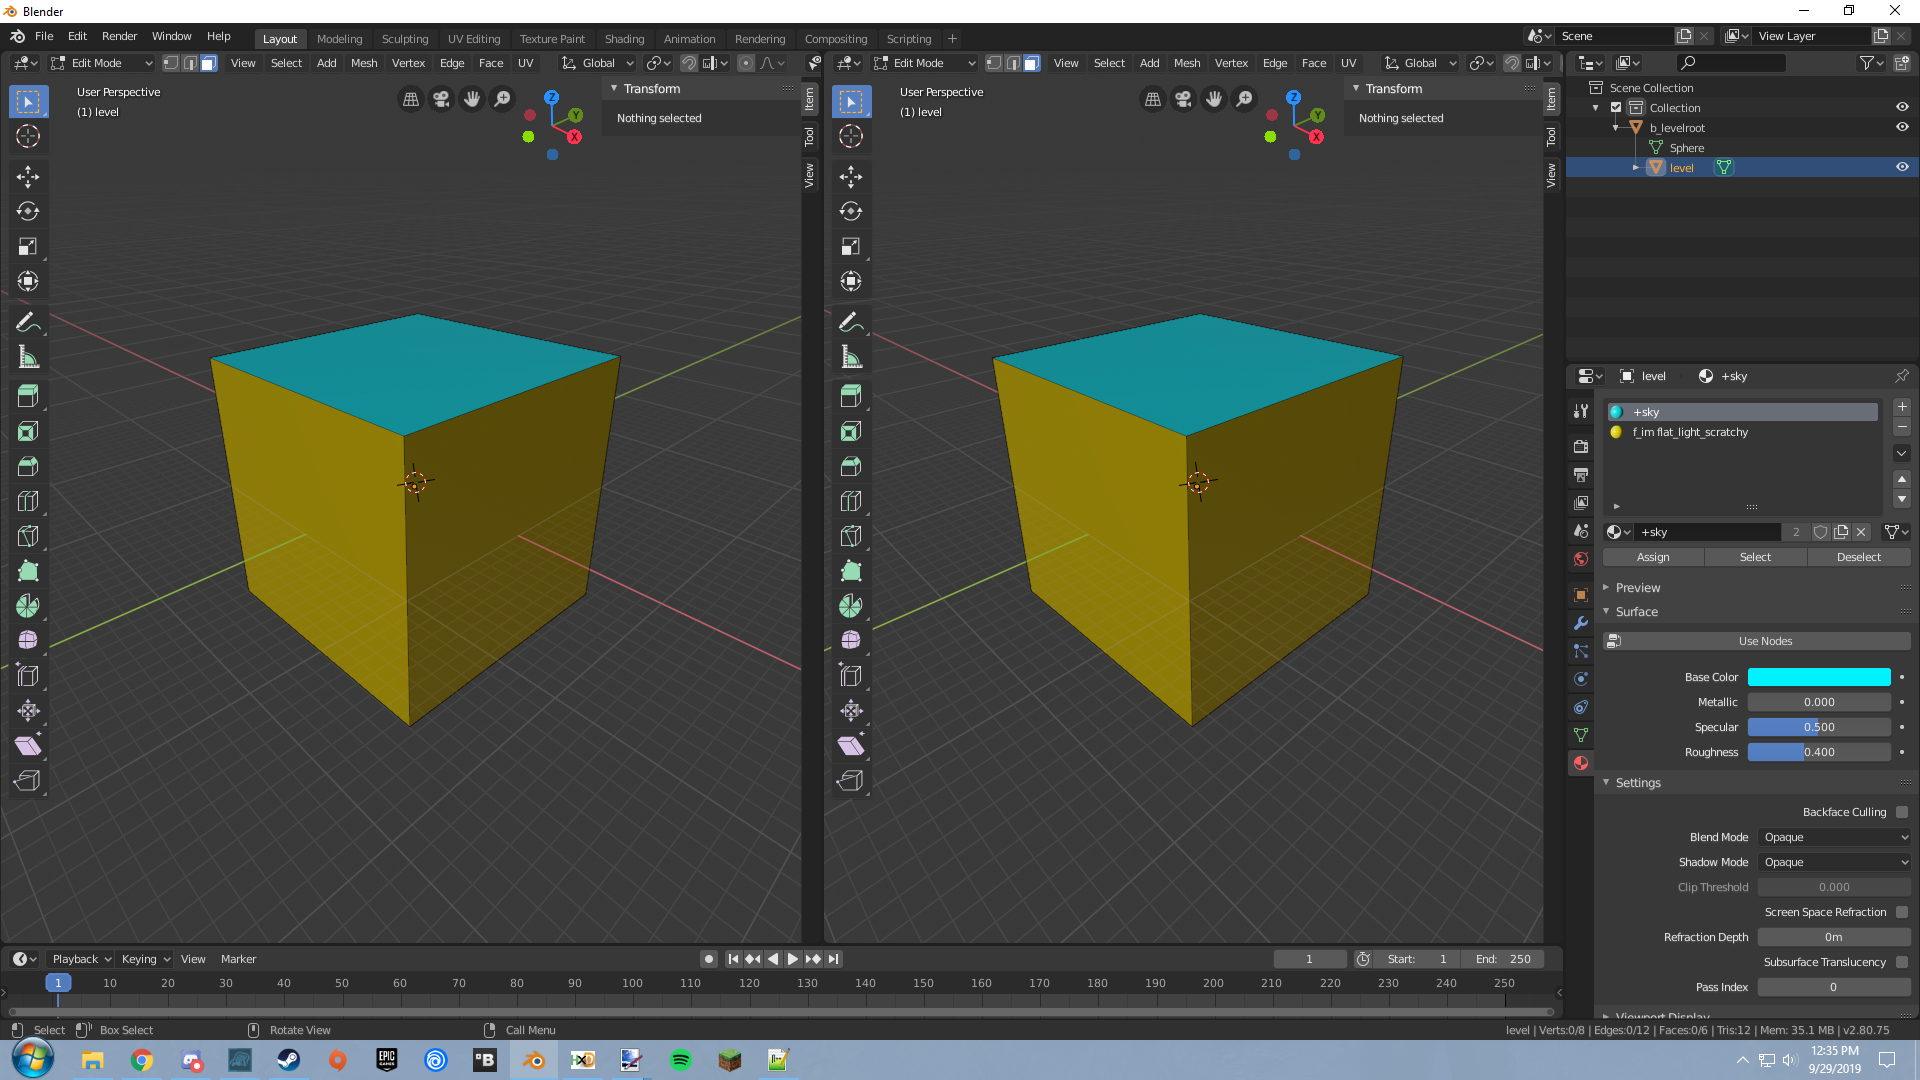 Blender
File Edit Render Window Help
Layout Modeling Sculpting UV Editing Texture Paint Shading Animation Rendering Compositing Scripting +
Scene
View Layer
Edit Mode View Select Add Mesh Vertex Edge Face UV Global
Edit Mode View Select Add Mesh Vertex Edge Face UV Global
User Perspective
(1) level
Z
Y
X
Transform
Nothing selected
Item
Tool
View
User Perspective
(1) level
Z
Y
X
Transform
Nothing selected
Item
Tool
View
Scene Collection
Collection
b_levelroot
Sphere
level
level +sky
+sky
f_im flat_light_scratchy
+sky 2
Assign Select Deselect
Preview
Surface
Use Nodes
Base Color
Metallic 0.000
Specular 0.500
Roughness 0.400
Settings
Backface Culling
Blend Mode Opaque
Shadow Mode Opaque
Clip Threshold 0.000
Screen Space Refraction
Refraction Depth 0m
Subsurface Translucency
Pass Index 0
Viewport Display
Playback Keying View Marker
1 Start: 1 End: 250
1 10 20 30 40 50 60 70 80 90 100 110 120 130 140 150 160 170 180 190 200 210 220 230 240 250
Select Box Select Rotate View Call Menu
level | Verts:0/8 | Edges:0/12 | Faces:0/6 | Tris:12 | Mem: 35.1 MB | v2.80.75
EPIC GAMES
B
12:35 PM
9/29/2019